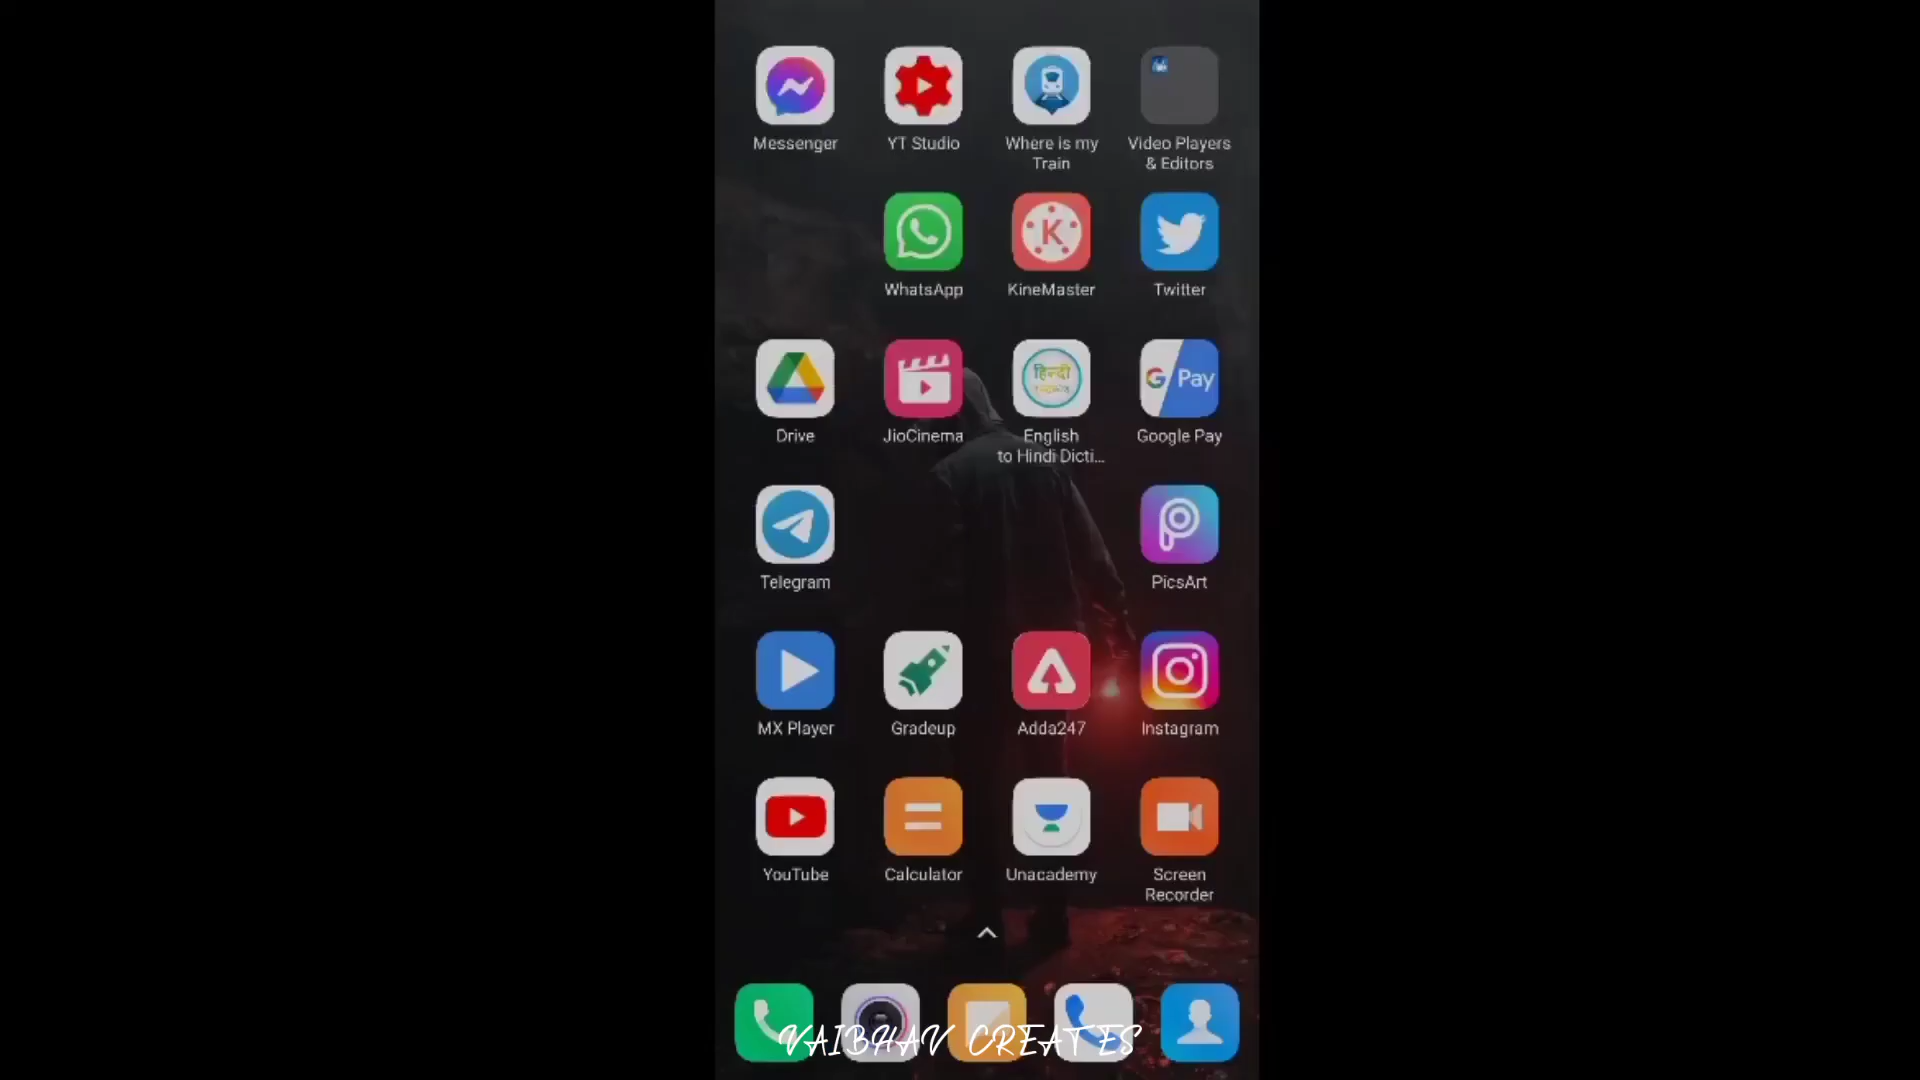 Messenger
YT Studio
Where is my
Train
Video Players
& Editors
WhatsApp
K
KineMaster
Twitter
Drive
JioCinema
हिन्दी
English
to Hindi Dicti...
G Pay
Google Pay
Telegram
PicsArt
MX Player
Gradeup
Adda247
Instagram
YouTube
Calculator
Unacademy
Screen
Recorder
VAIBHAV CREATES